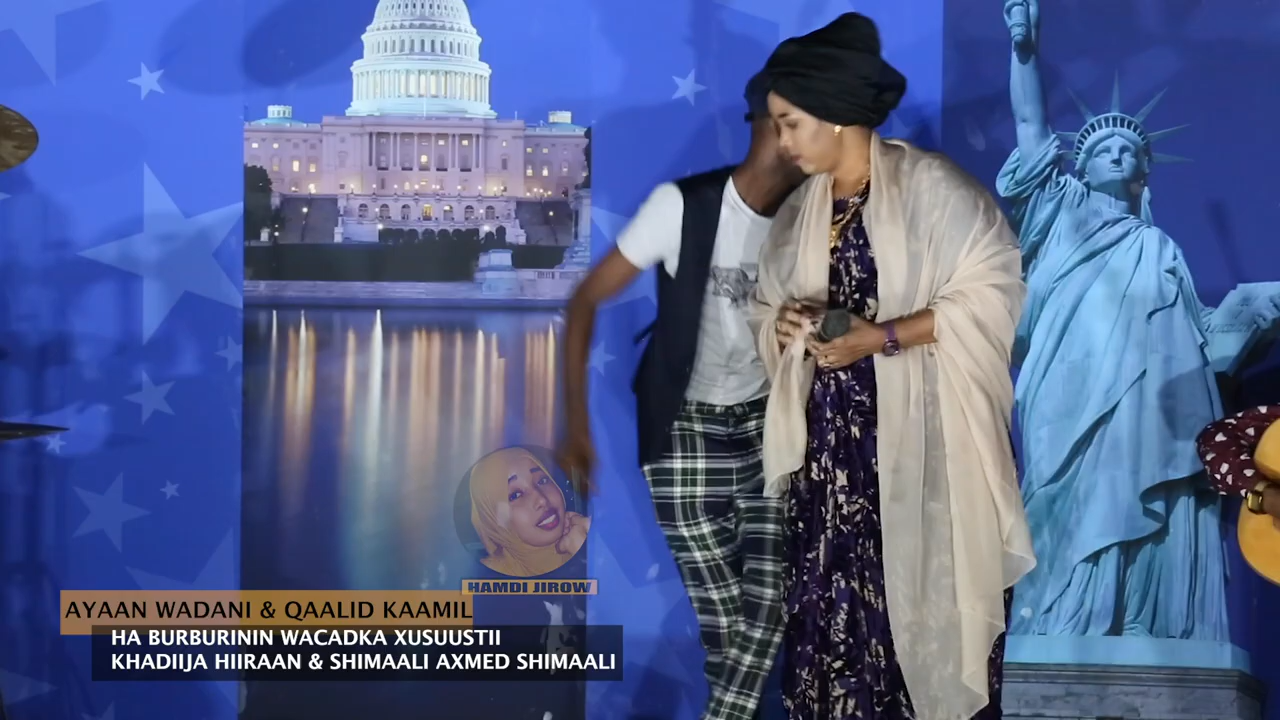 HAMDI JIROW
AYAAN WADANI & QAALID KAAMIL
HA BURBURININ WACADKA XUSUUSTII
KHADIIJA HIIRAAN & SHIMAALI AXMED SHIMAALI